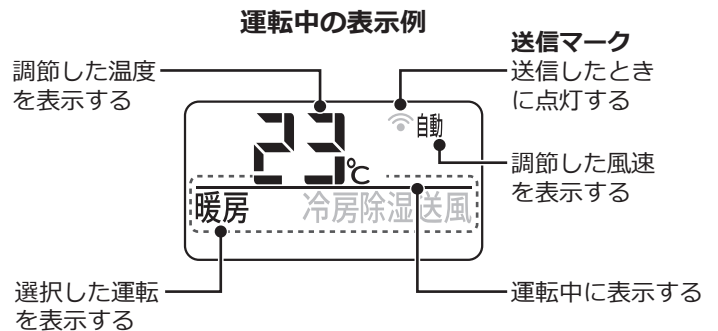 運転中の表示例
調節した温度
を表示する
送信マーク
送信したとき
に点灯する
23℃
自動
調節した風速
を表示する
暖房 冷房除湿送風
選択した運転
を表示する
運転中に表示する